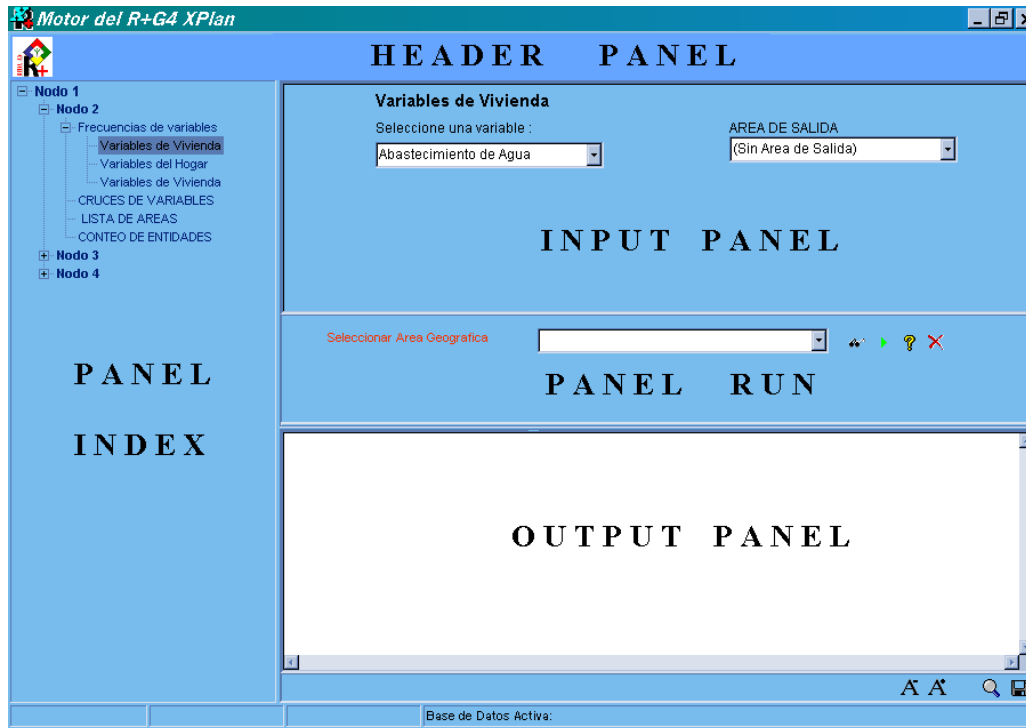 Motor del R+G4 XPlan
R+
HEADER PANEL
Nodo 1
Nodo 2
Frecuencias de variables
Variables de Vivienda
Variables del Hogar
Variables de Vivienda
CRUCES DE VARIABLES
LISTA DE AREAS
CONTEO DE ENTIDADES
Nodo 3
Nodo 4
PANEL
INDEX
Variables de Vivienda
Seleccione una variable :
AREA DE SALIDA
Abastecimiento de Agua
(Sin Area de Salida)
INPUT PANEL
Seleccionar Area Geografica
PANEL RUN
OUTPUT PANEL
A A
Base de Datos Activa: